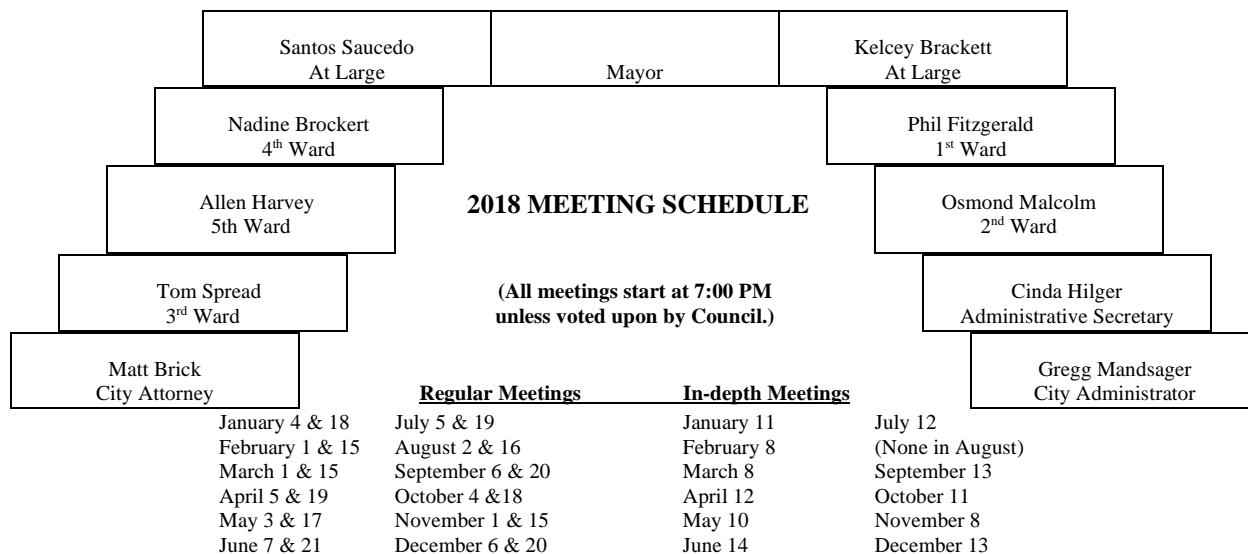 Santos Saucedo
At Large
Mayor
Kelcey Brackett
At Large
Nadine Brockert
4th Ward
Phil Fitzgerald
1st Ward
Allen Harvey
5th Ward
2018 MEETING SCHEDULE
Osmond Malcolm
2nd Ward
Tom Spread
3rd Ward
(All meetings start at 7:00 PM
unless voted upon by Council.)
Cinda Hilger
Administrative Secretary
Matt Brick
City Attorney
Gregg Mandsager
City Administrator
Regular Meetings In-depth Meetings
January 4 & 18 July 5 & 19 January 11 July 12
February 1 & 15 August 2 & 16 February 8 (None in August)
March 1 & 15 September 6 & 20 March 8 September 13
April 5 & 19 October 4 &18 April 12 October 11
May 3 & 17 November 1 & 15 May 10 November 8
June 7 & 21 December 6 & 20 June 14 December 13